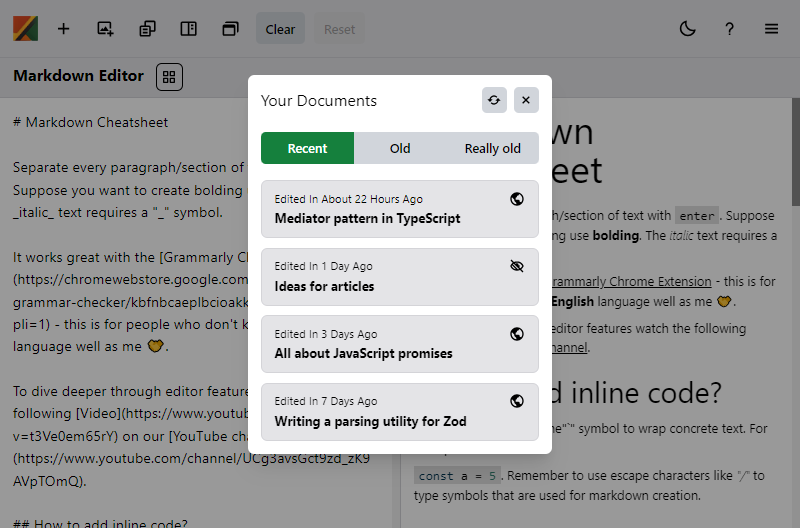 Clear
Reset
?
Markdown Editor
Your Documents
Recent
Old
Really old
Edited In About 22 Hours Ago
Mediator pattern in TypeScript
Edited In 1 Day Ago
Ideas for articles
Edited In 3 Days Ago
All about JavaScript promises
Edited In 7 Days Ago
Writing a parsing utility for Zod
# Markdown Cheatsheet
Separate every paragraph/section of
Suppose you want to create bolding
_italic_ text requires a "_" symbol.
It works great with the [Grammarly
(https://chromewebstore.google.com
grammar-checker/kbfnbcaeplbcioakk
pli=1) - this is for people who don't
language well as me
.
To dive deeper through editor
following [Video](https://www.youtub
v=t3Ve0em65rY) on our [YouTube
(https://www.youtube.com/channel/UCg3avsGct9zd_zK9
AVpTOmQ).
## How to add inline code?
section of text with enter. Suppose
use bolding. The italic text requires a
Grammarly Chrome Extension - this is for
English language well as me
.
editor features watch the following
.
inline code?
"`" symbol to wrap concrete text. For
const a = 5. Remember to use escape characters like "/" to
type symbols that are used for markdown creation.